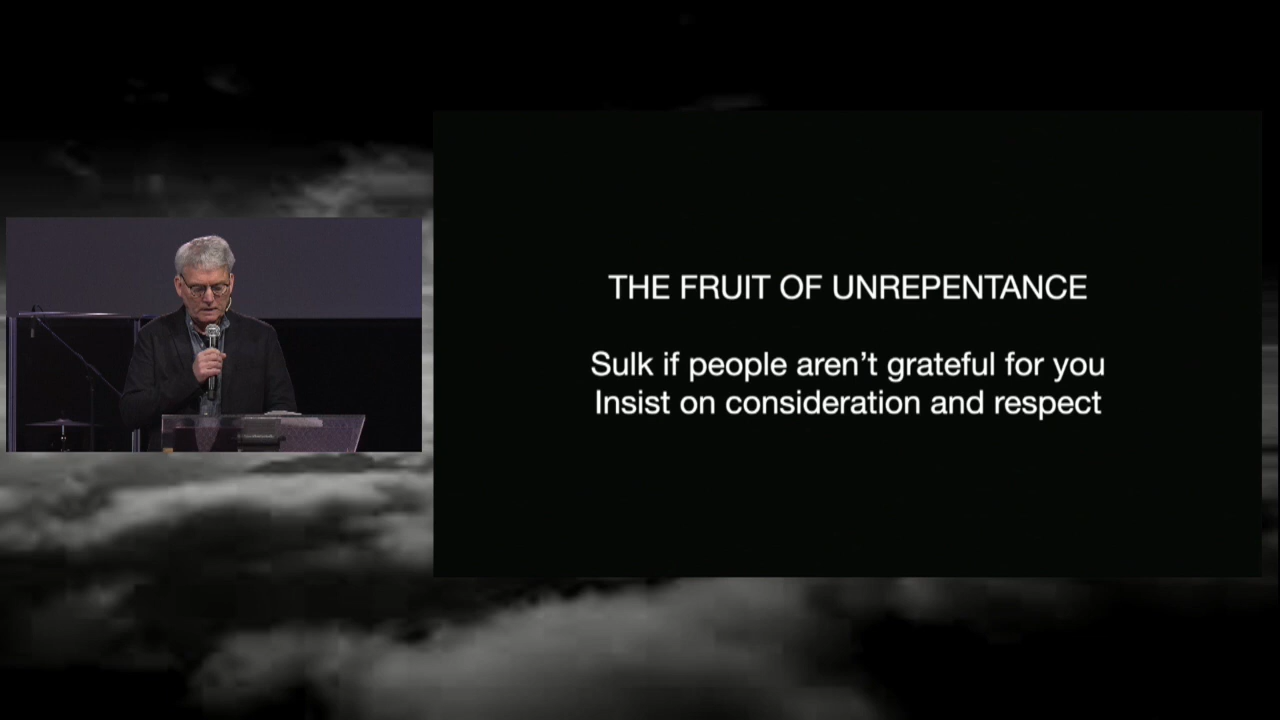 THE FRUIT OF UNREPENTANCE
Sulk if people aren’t grateful for you
Insist on consideration and respect